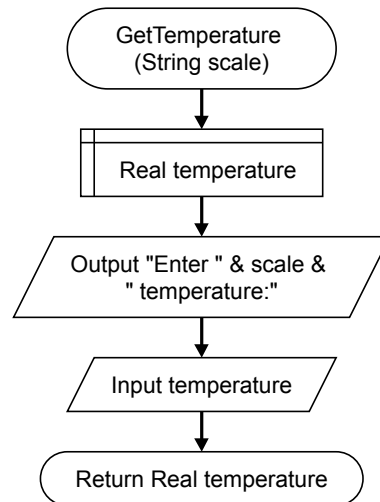 GetTemperature
(String scale)
Real temperature
Output "Enter " & scale &
" temperature:"
Input temperature
Return Real temperature